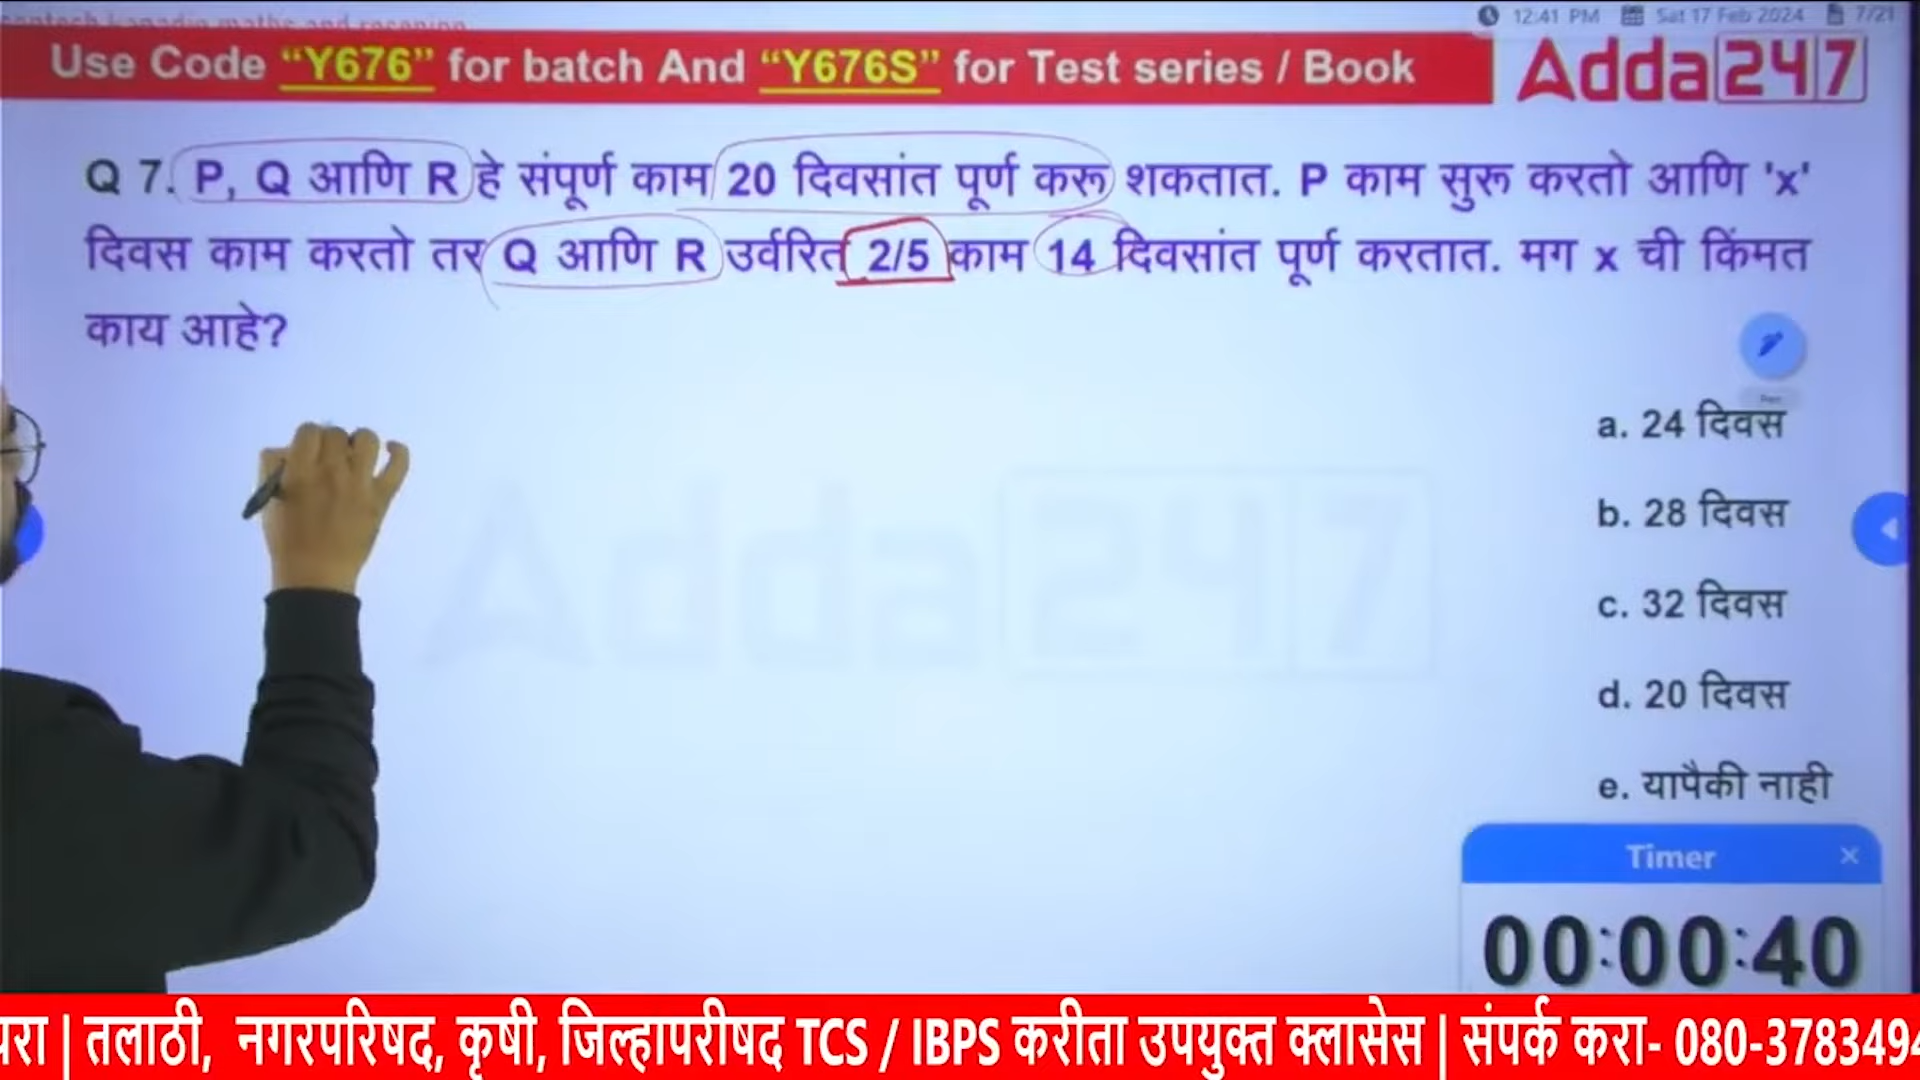 12:41 PM Sat 17 Feb 2024 7/21
Use Code “Y676” for batch And “Y676S” for Test series / Book
Adda247
Q 7. P, Q आणि R हे संपूर्ण काम 20 दिवसांत पूर्ण करू शकतात. P काम सुरू करतो आणि 'x'
दिवस काम करतो तर Q आणि R उर्वरित 2/5 काम 14 दिवसांत पूर्ण करतात. मग x ची किंमत
काय आहे?
Adda247
a. 24 दिवस
b. 28 दिवस
c. 32 दिवस
d. 20 दिवस
e. यापैकी नाही
Timer
00:00:40
| तलाठी, नगरपरिषद, कृषी, जिल्हापरीषद TCS / IBPS करीता उपयुक्त क्लासेस | संपर्क करा- 080-3783494